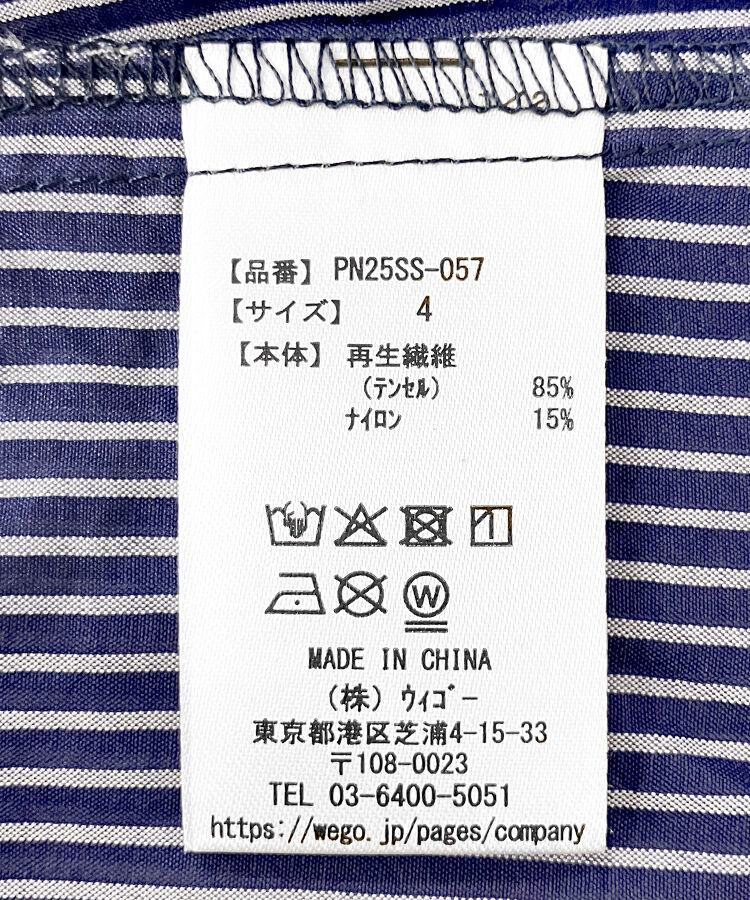 【品番】 PN25SS-057
【サイズ】 4
【本体】 再生繊維
(テンセル) 85%
ナイロン 15%
W
MADE IN CHINA
(株) ウィゴー
東京都港区芝浦4-15-33
〒108-0023
TEL 03-6400-5051
https://wego.jp/pages/company